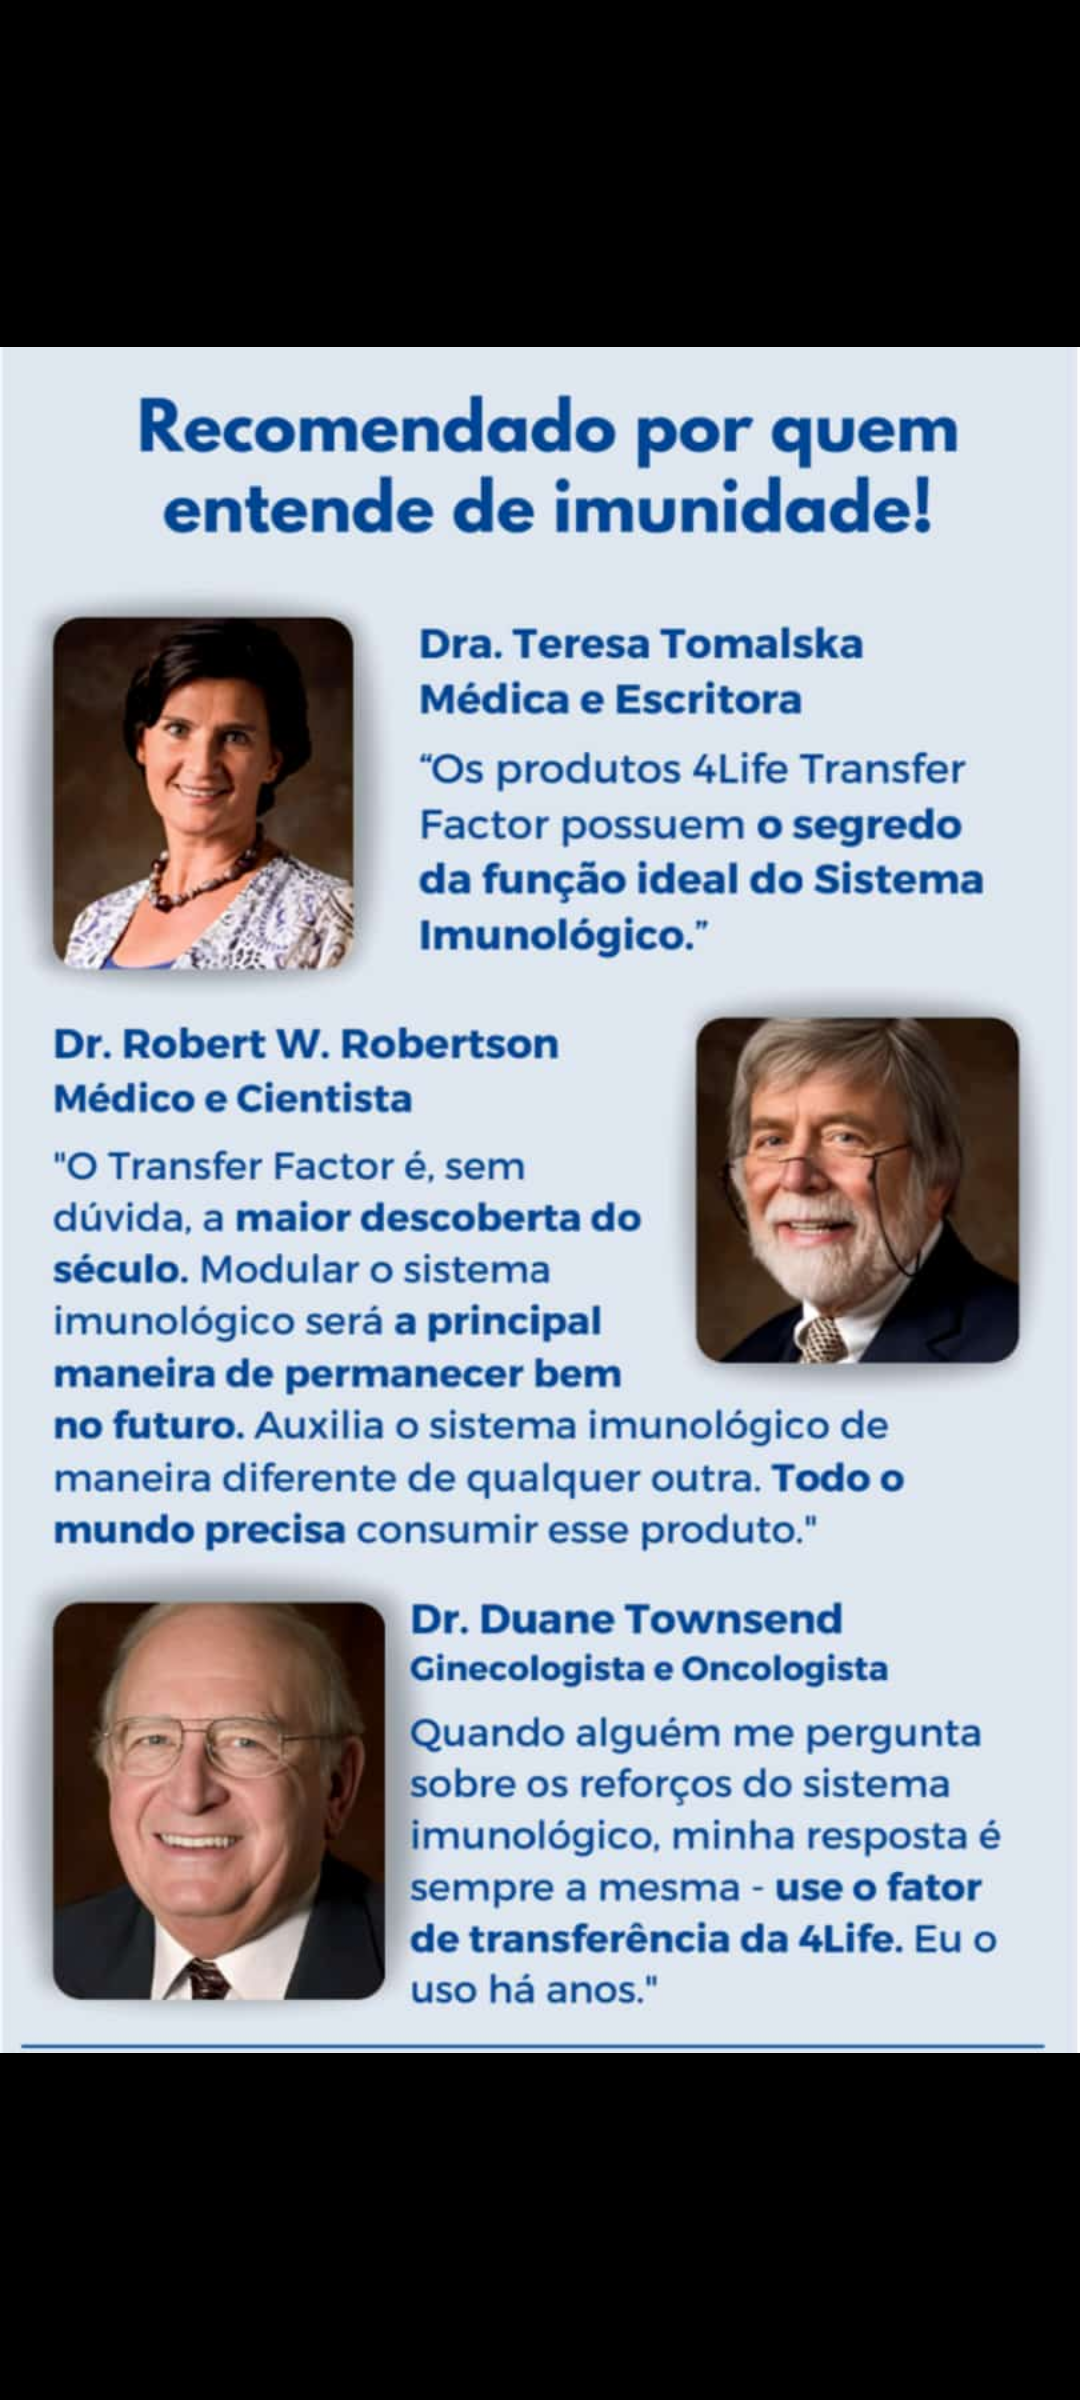 Recomendado por quem
entende de imunidade!
Dra. Teresa Tomalska
Médica e Escritora
“Os produtos 4Life Transfer
Factor possuem o segredo
da função ideal do Sistema
Imunológico.”
Dr. Robert W. Robertson
Médico e Cientista
"O Transfer Factor é, sem
dúvida, a maior descoberta do
século. Modular o sistema
imunológico será a principal
maneira de permanecer bem
no futuro. Auxilia o sistema imunológico de
maneira diferente de qualquer outra. Todo o
mundo precisa consumir esse produto."
Dr. Duane Townsend
Ginecologista e Oncologista
Quando alguém me pergunta
sobre os reforços do sistema
imunológico, minha resposta é
sempre a mesma - use o fator
de transferência da 4Life. Eu o
uso há anos."